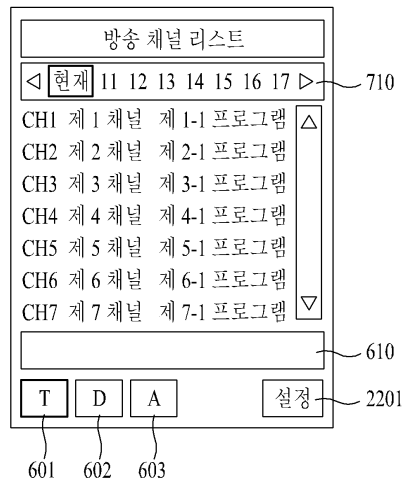 방송 채널 리스트
◁ 현재 11 12 13 14 15 16 17 ▷ 710
CH1 제 1 채널 제 1-1 프로그램 △
CH2 제 2 채널 제 2-1 프로그램
CH3 제 3 채널 제 3-1 프로그램
CH4 제 4 채널 제 4-1 프로그램
CH5 제 5 채널 제 5-1 프로그램
CH6 제 6 채널 제 6-1 프로그램
CH7 제 7 채널 제 7-1 프로그램 ▽
610
T D A 설정 2201
601 602 603